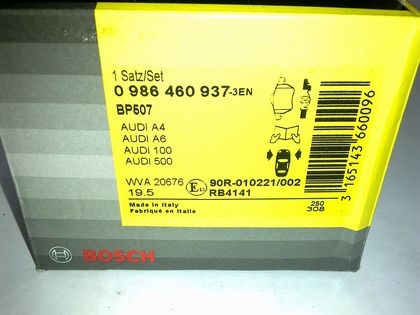 1 Satz/Set
0 986 460 937-3EN
BP507
AUDI A4
AUDI A6
AUDI 100
AUDI 500
WVA 20676
19.5
90R-010221/002
RB4141
Made in Italy
Fabriqué en Italie
250
308
3 165143 660096
BOSCH